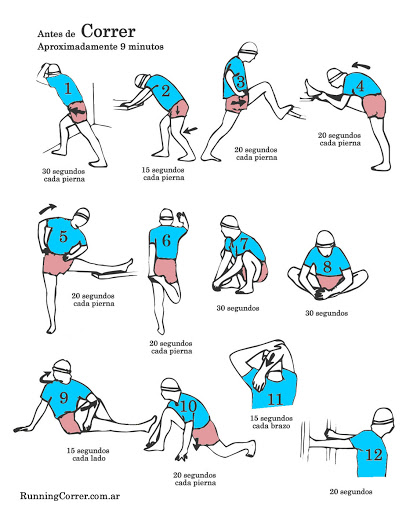 Antes de Correr
Aproximadamente 9 minutos
1
30 segundos
cada pierna
2
15 segundos
cada pierna
3
20 segundos
cada pierna
4
20 segundos
cada pierna
5
20 segundos
cada pierna
6
20 segundos
cada pierna
7
30 segundos
8
30 segundos
9
15 segundos
cada lado
10
20 segundos
cada pierna
11
15 segundos
cada brazo
12
20 segundos
RunningCorrer.com.ar